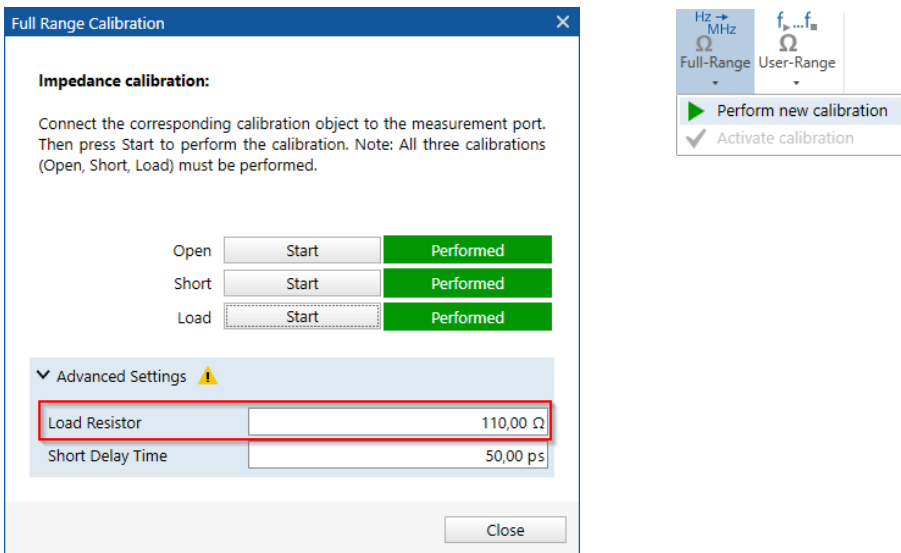 Full Range Calibration
Impedance calibration:
Connect the corresponding calibration object to the measurement port.
Then press Start to perform the calibration. Note: All three calibrations
(Open, Short, Load) must be performed.
Open Start Performed
Short Start Performed
Load Start Performed
Advanced Settings
Load Resistor 110,00 Ω
Short Delay Time 50,00 ps
Close
Hz → MHz
Ω
Full-Range
f▶...f■
Ω
User-Range
Perform new calibration
Activate calibration